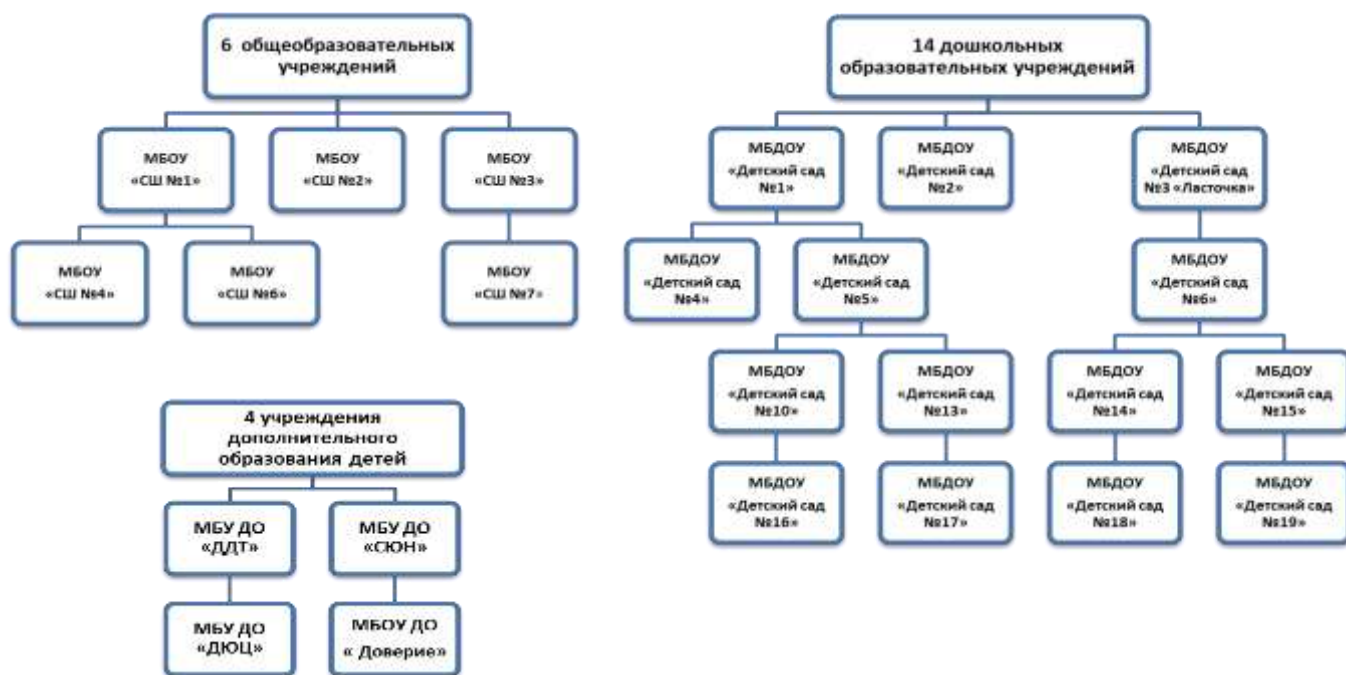 6 общеобразовательных
учреждений
МБОУ
«СШ №1»
МБОУ
«СШ №2»
МБОУ
«СШ №3»
МБОУ
«СШ №4»
МБОУ
«СШ №6»
МБОУ
«СШ №7»
14 дошкольных
образовательных учреждений
МБДОУ
«Детский сад
№1»
МБДОУ
«Детский сад
№2»
МБДОУ
«Детский сад
№3 «Ласточка»
МБДОУ
«Детский сад
№4»
МБДОУ
«Детский сад
№5»
МБДОУ
«Детский сад
№6»
МБДОУ
«Детский сад
№10»
МБДОУ
«Детский сад
№13»
МБДОУ
«Детский сад
№14»
МБДОУ
«Детский сад
№15»
МБДОУ
«Детский сад
№16»
МБДОУ
«Детский сад
№17»
МБДОУ
«Детский сад
№18»
МБДОУ
«Детский сад
№19»
4 учреждения
дополнительного
образования детей
МБУ ДО
«ДДТ»
МБУ ДО
«СЮН»
МБУ ДО
«ДЮЦ»
МБОУ ДО
« Доверие»